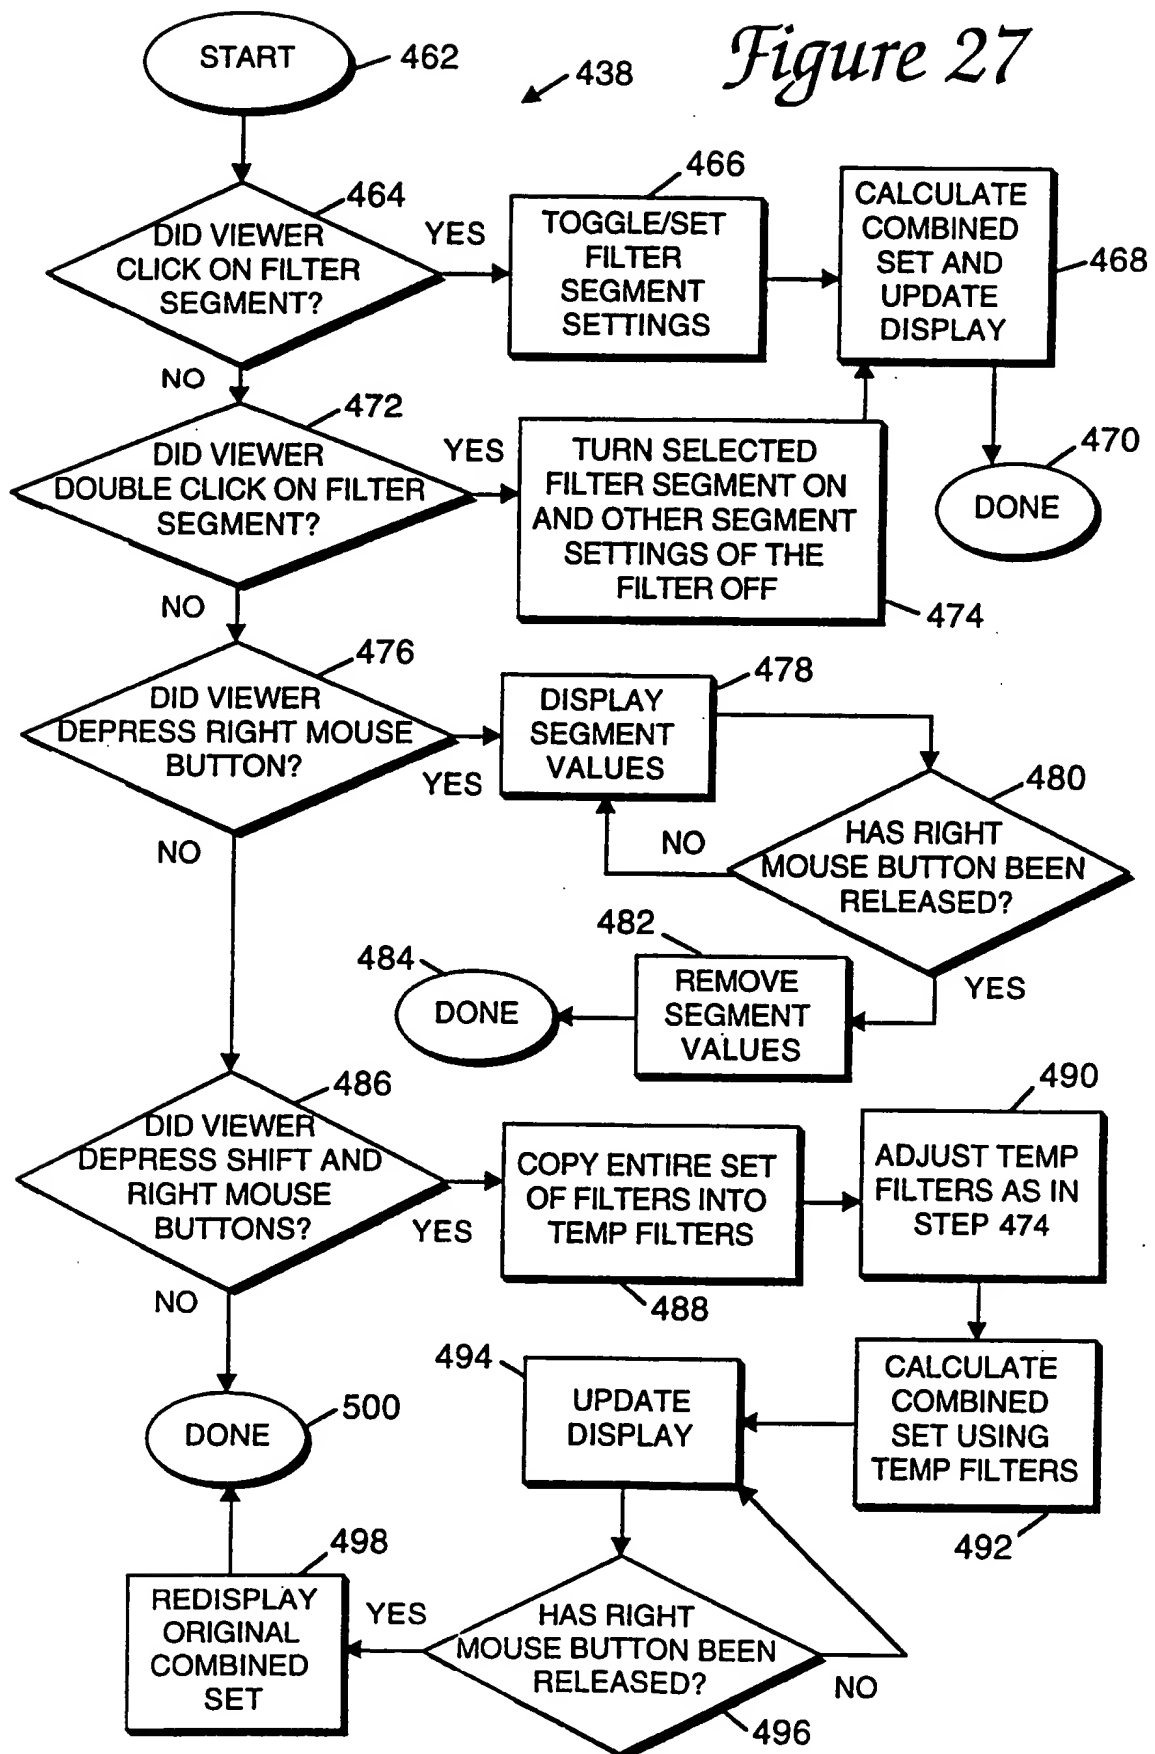 Figure 27
START
462
438
464
DID VIEWER
CLICK ON FILTER
SEGMENT?
YES
NO
466
TOGGLE/SET
FILTER
SEGMENT
SETTINGS
CALCULATE
COMBINED
SET AND
UPDATE
DISPLAY
468
470
DONE
472
DID VIEWER
DOUBLE CLICK ON FILTER
SEGMENT?
YES
NO
TURN SELECTED
FILTER SEGMENT ON
AND OTHER SEGMENT
SETTINGS OF THE
FILTER OFF
474
476
DID VIEWER
DEPRESS RIGHT MOUSE
BUTTON?
YES
NO
478
DISPLAY
SEGMENT
VALUES
480
HAS RIGHT
MOUSE BUTTON BEEN
RELEASED?
NO
YES
482
REMOVE
SEGMENT
VALUES
484
DONE
486
DID VIEWER
DEPRESS SHIFT AND
RIGHT MOUSE
BUTTONS?
YES
NO
COPY ENTIRE SET
OF FILTERS INTO
TEMP FILTERS
488
490
ADJUST TEMP
FILTERS AS IN
STEP 474
CALCULATE
COMBINED
SET USING
TEMP FILTERS
492
494
UPDATE
DISPLAY
HAS RIGHT
MOUSE BUTTON BEEN
RELEASED?
496
NO
YES
498
REDISPLAY
ORIGINAL
COMBINED
SET
DONE
500